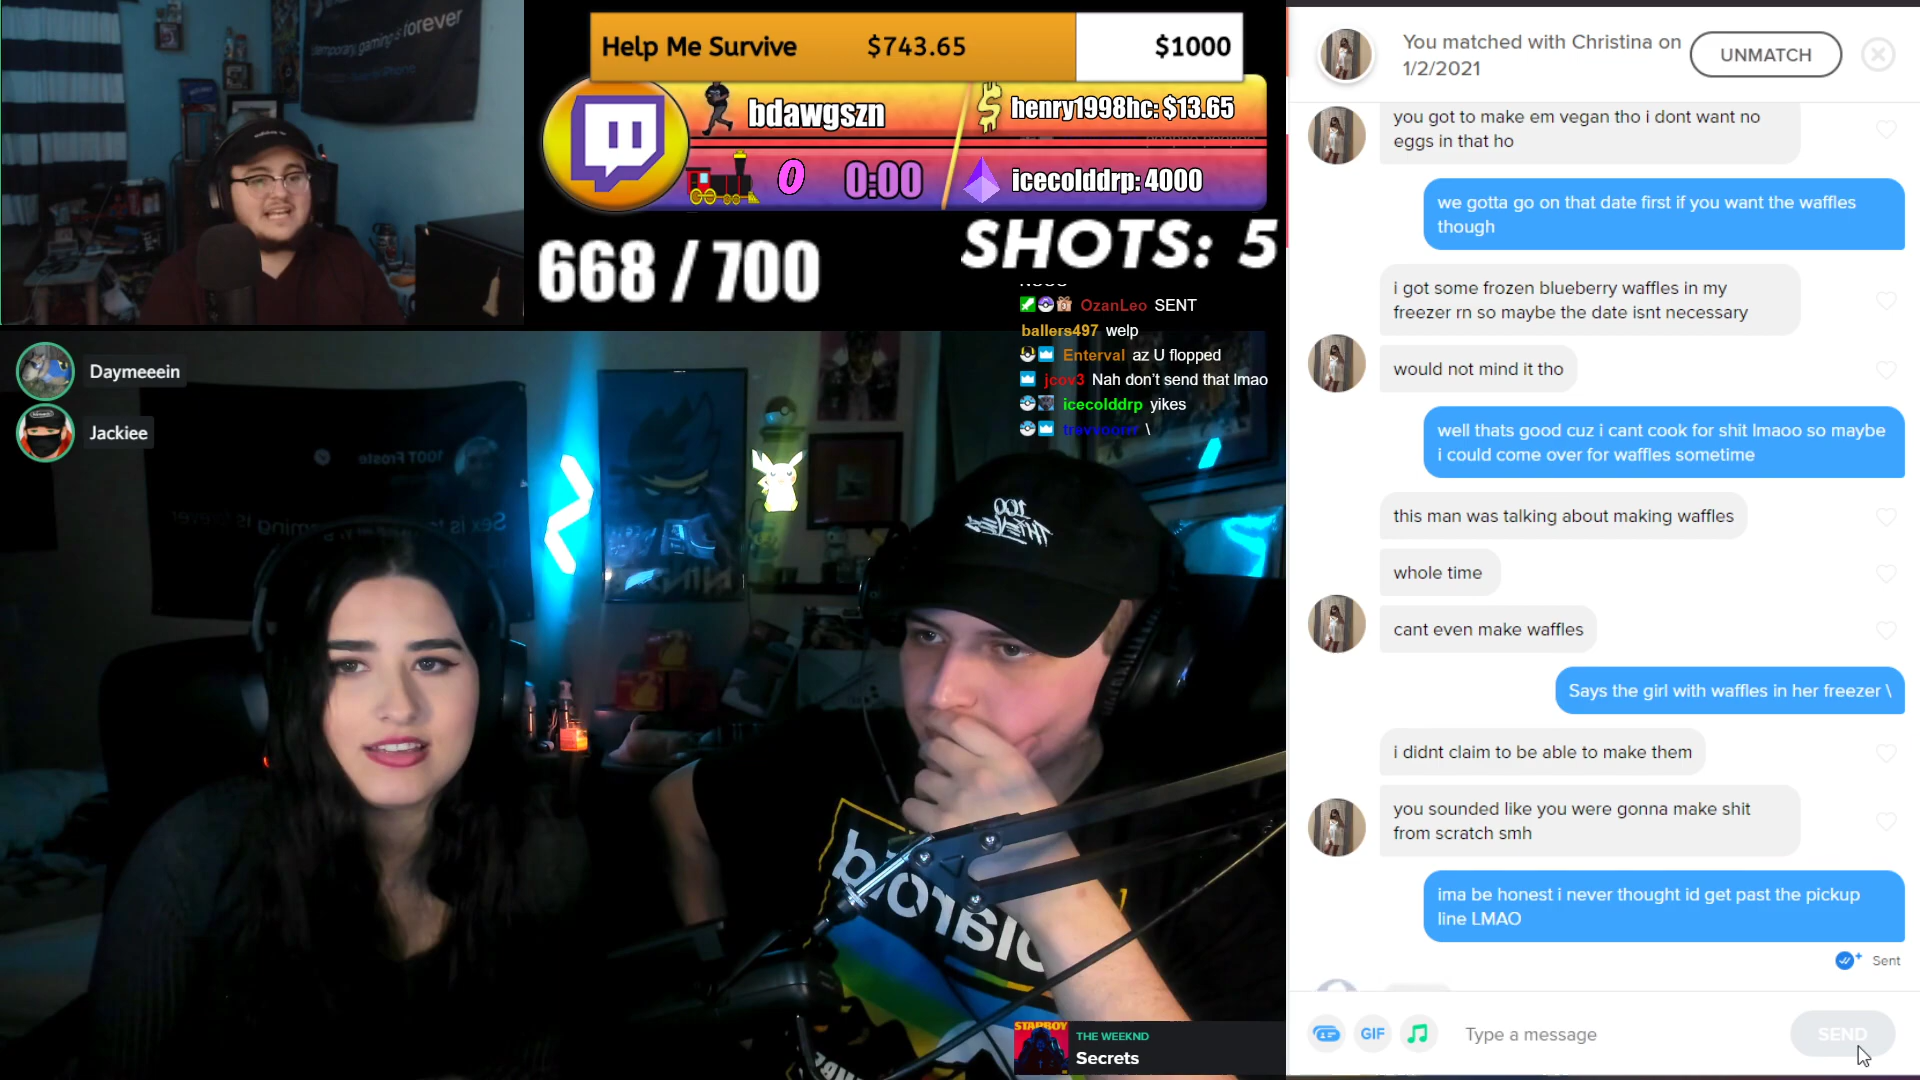 Help Me Survive $743.65 $1000
bdawgszn
henry1998hc: $13.65
0 0:00
icecolddrp: 4000
668 / 700
SHOTS: 5
OzanLeo SENT
ballers497 welp
Enterval az U flopped
jcov3 Nah don't send that lmao
icecolddrp yikes
trevvoorrr \
Daymeeein
Jackiee
100
THIEVES
STARBOY
THE WEEKND
Secrets
You matched with Christina on
1/2/2021
UNMATCH
you got to make em vegan tho i dont want no
eggs in that ho
we gotta go on that date first if you want the waffles
though
i got some frozen blueberry waffles in my
freezer rn so maybe the date isnt necessary
would not mind it tho
well thats good cuz i cant cook for shit lmaoo so maybe
i could come over for waffles sometime
this man was talking about making waffles
whole time
cant even make waffles
Says the girl with waffles in her freezer \
i didnt claim to be able to make them
you sounded like you were gonna make shit
from scratch smh
ima be honest i never thought id get past the pickup
line LMAO
Sent
GIF
Type a message
SEND